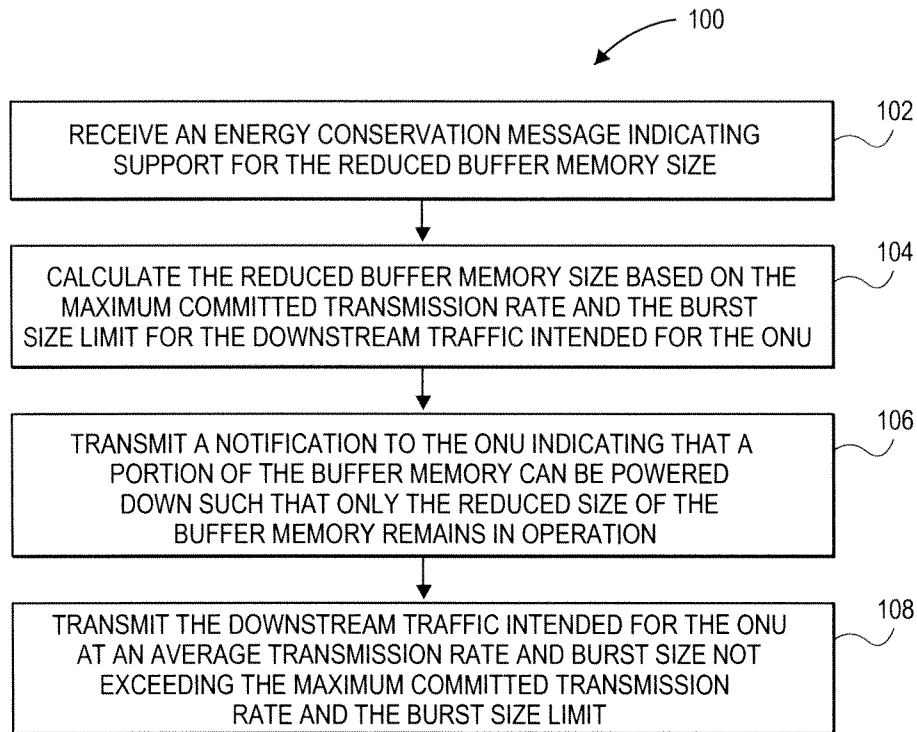 100
RECEIVE AN ENERGY CONSERVATION MESSAGE INDICATING
SUPPORT FOR THE REDUCED BUFFER MEMORY SIZE
102
CALCULATE THE REDUCED BUFFER MEMORY SIZE BASED ON THE
MAXIMUM COMMITTED TRANSMISSION RATE AND THE BURST
SIZE LIMIT FOR THE DOWNSTREAM TRAFFIC INTENDED FOR THE ONU
104
TRANSMIT A NOTIFICATION TO THE ONU INDICATING THAT A
PORTION OF THE BUFFER MEMORY CAN BE POWERED
DOWN SUCH THAT ONLY THE REDUCED SIZE OF THE
BUFFER MEMORY REMAINS IN OPERATION
106
TRANSMIT THE DOWNSTREAM TRAFFIC INTENDED FOR THE ONU
AT AN AVERAGE TRANSMISSION RATE AND BURST SIZE NOT
EXCEEDING THE MAXIMUM COMMITTED TRANSMISSION
RATE AND THE BURST SIZE LIMIT
108